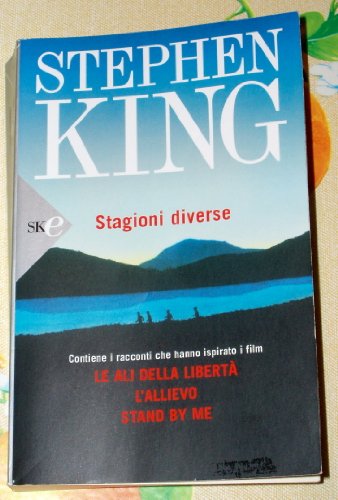 STEPHEN
KING
SKe
Stagioni diverse
Contiene i racconti che hanno ispirato i film
LE ALI DELLA LIBERTÀ
L'ALLIEVO
STAND BY ME